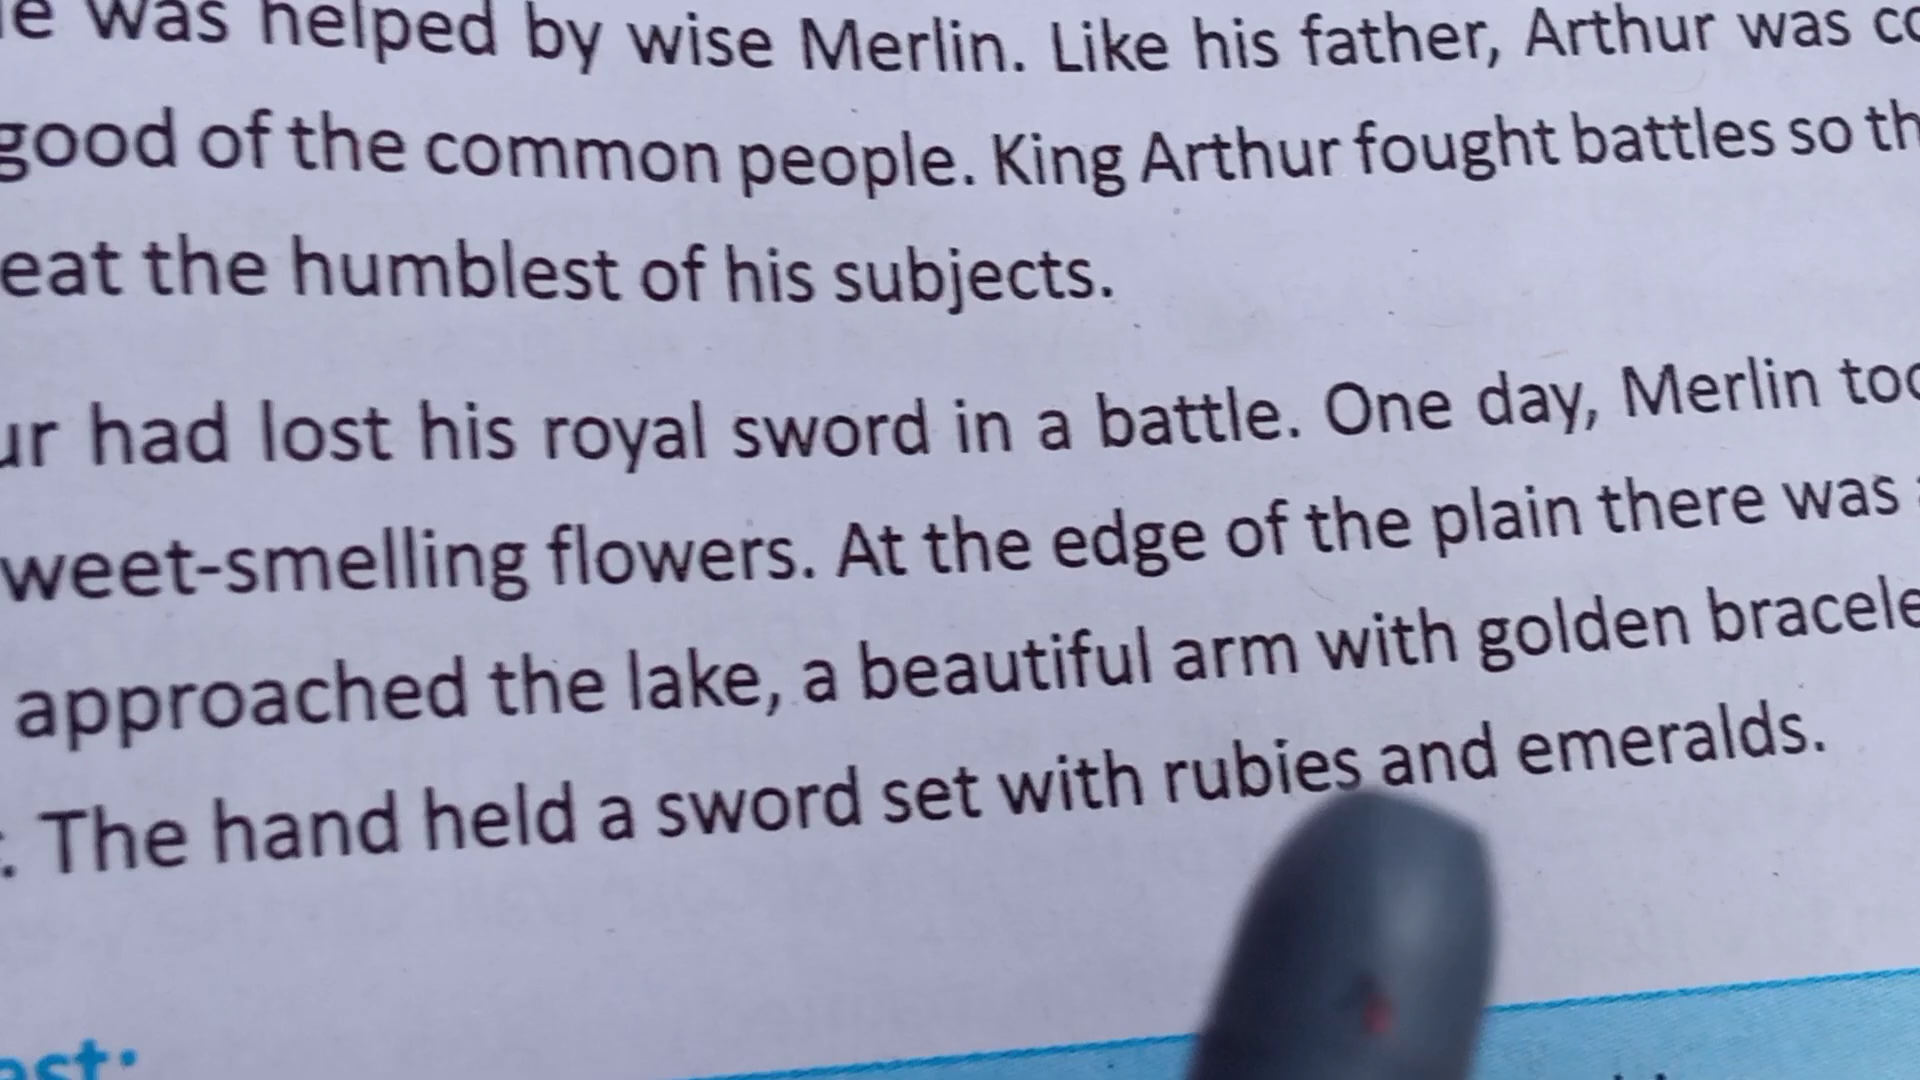 was helped by wise Merlin. Like his father, Arthur was
good of the common people. King Arthur fought battles so
eat the humblest of his subjects.
ur had lost his royal sword in a battle. One day, Merlin
weet-smelling flowers. At the edge of the plain there was
approached the lake, a beautiful arm with golden bracele
. The hand held a sword set with rubies and emeralds.